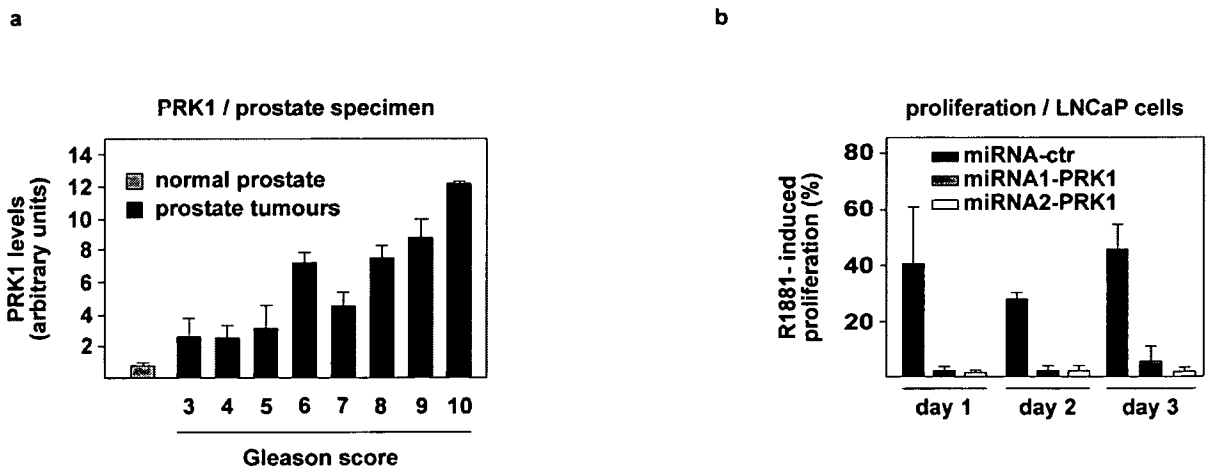 a
PRK1 / prostate specimen
PRK1 levels
(arbitrary units)
14
12
10
8
6
4
2
normal prostate
prostate tumours
3 4 5 6 7 8 9 10
Gleason score
b
proliferation / LNCaP cells
R1881- induced
proliferation (%)
80
60
40
20
miRNA-ctr
miRNA1-PRK1
miRNA2-PRK1
day 1 day 2 day 3